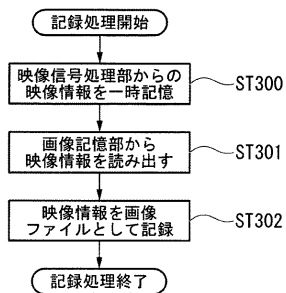 記録処理開始
映像信号処理部からの
映像情報を一時記憶
ST300
画像記憶部から
映像情報を読み出す
ST301
映像情報を画像
ファイルとして記録
ST302
記録処理終了